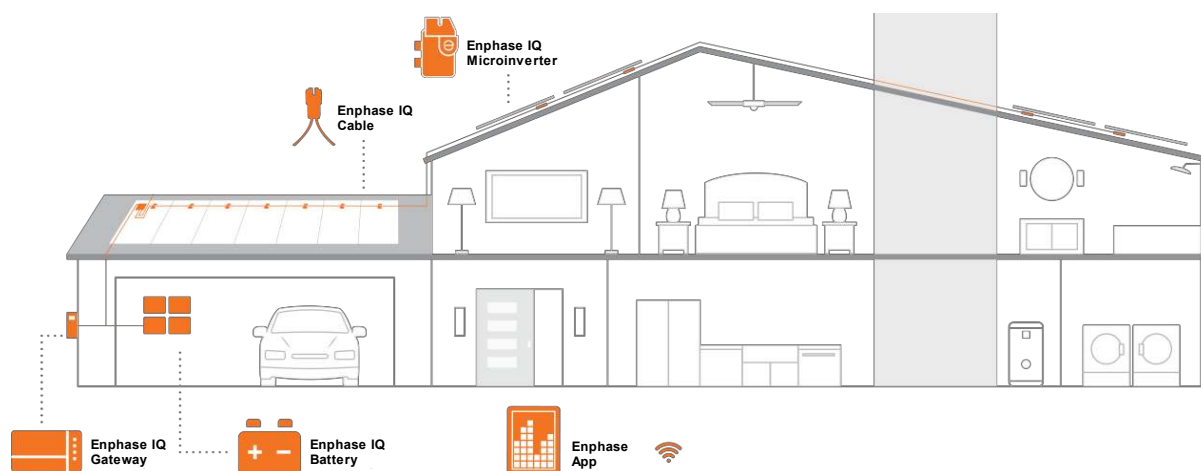 Enphase IQ
Microinverter
Enphase IQ
Cable
Enphase IQ
Gateway
Enphase IQ
Battery
Enphase
App